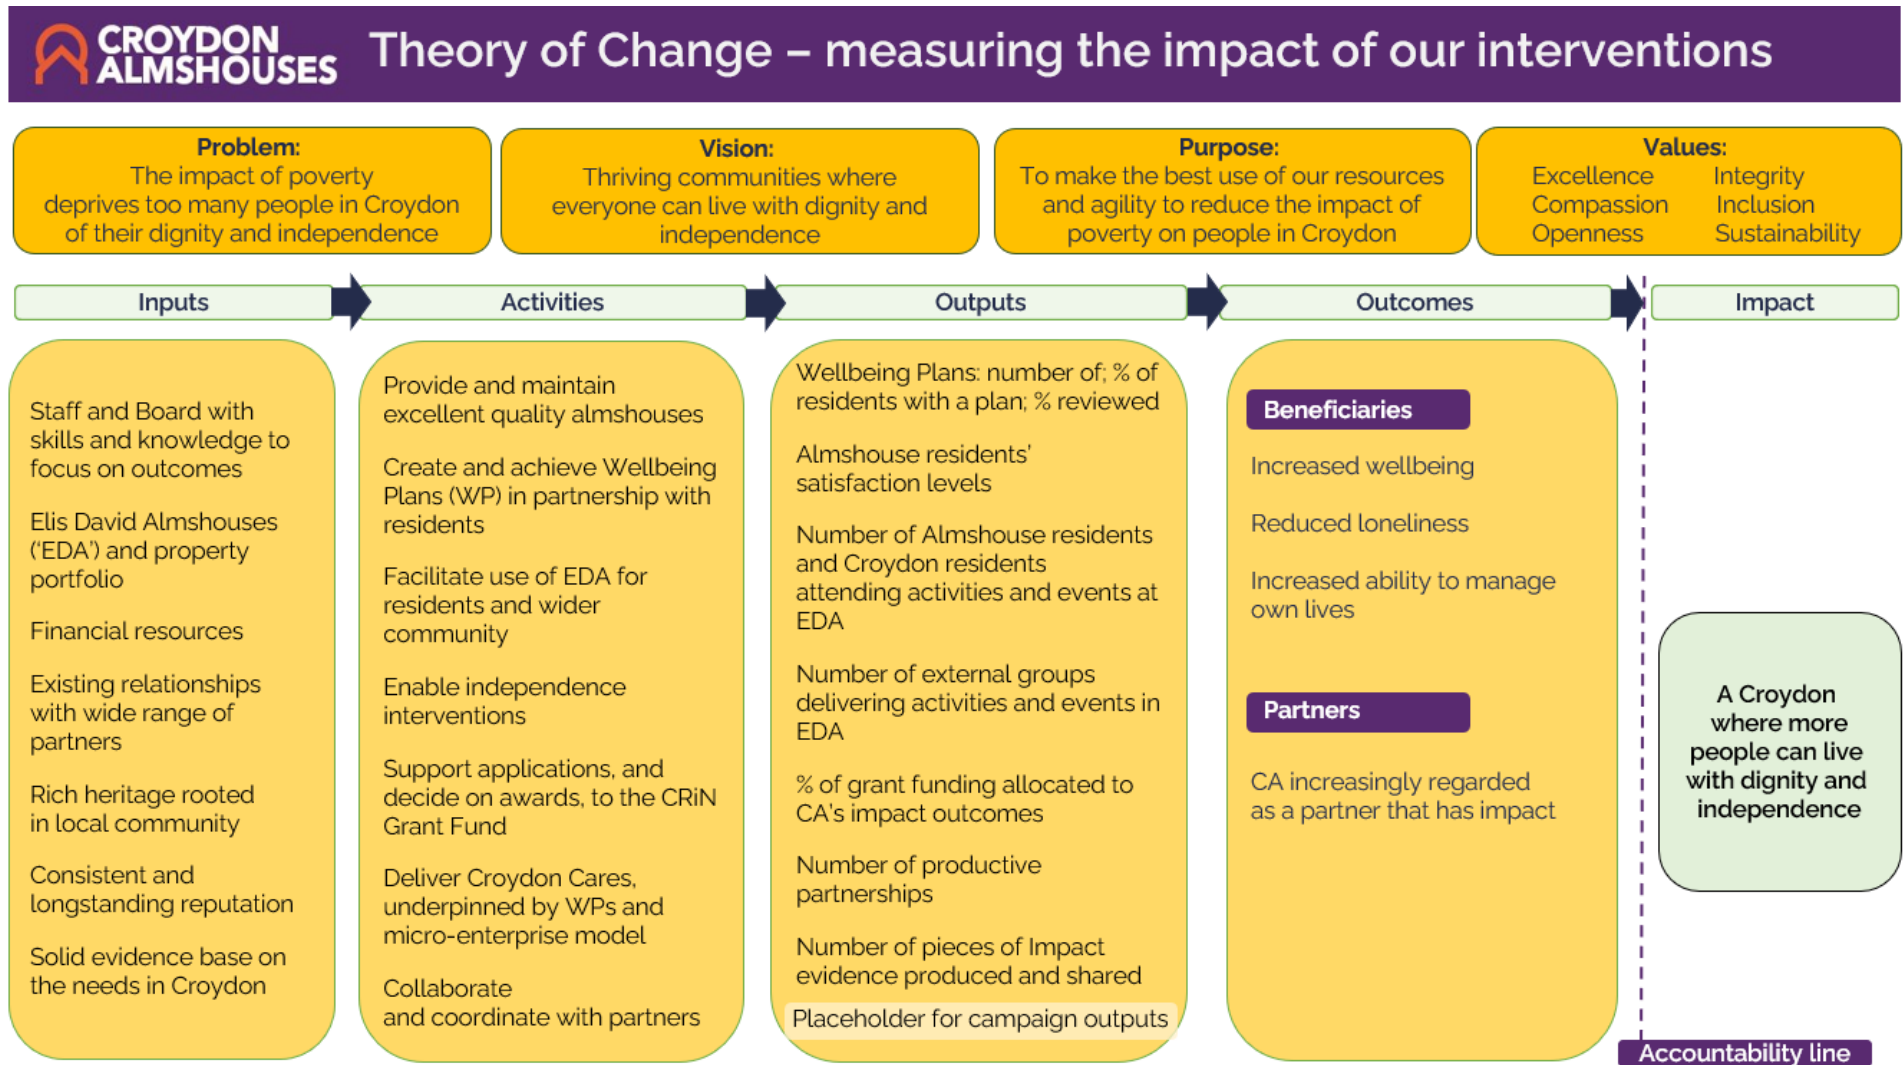 CROYDON
ALMSHOUSES
Theory of Change – measuring the impact of our interventions
Problem:
The impact of poverty
deprives too many people in Croydon
of their dignity and independence
Vision:
Thriving communities where
everyone can live with dignity and
independence
Purpose:
To make the best use of our resources
and agility to reduce the impact of
poverty on people in Croydon
Values:
Excellence Integrity
Compassion Inclusion
Openness Sustainability
Inputs
Activities
Outputs
Outcomes
Impact
Staff and Board with
skills and knowledge to
focus on outcomes
Elis David Almshouses
(‘EDA’) and property
portfolio
Financial resources
Existing relationships
with wide range of
partners
Rich heritage rooted
in local community
Consistent and
longstanding reputation
Solid evidence base on
the needs in Croydon
Provide and maintain
excellent quality almshouses
Create and achieve Wellbeing
Plans (WP) in partnership with
residents
Facilitate use of EDA for
residents and wider
community
Enable independence
interventions
Support applications, and
decide on awards, to the CRiN
Grant Fund
Deliver Croydon Cares,
underpinned by WPs and
micro-enterprise model
Collaborate
and coordinate with partners
Wellbeing Plans: number of; % of
residents with a plan; % reviewed
Almshouse residents’
satisfaction levels
Number of Almshouse residents
and Croydon residents
attending activities and events at
EDA
Number of external groups
delivering activities and events in
EDA
% of grant funding allocated to
CA’s impact outcomes
Number of productive
partnerships
Number of pieces of Impact
evidence produced and shared
Placeholder for campaign outputs
Beneficiaries
Increased wellbeing
Reduced loneliness
Increased ability to manage
own lives
Partners
CA increasingly regarded
as a partner that has impact
A Croydon
where more
people can live
with dignity and
independence
Accountability line